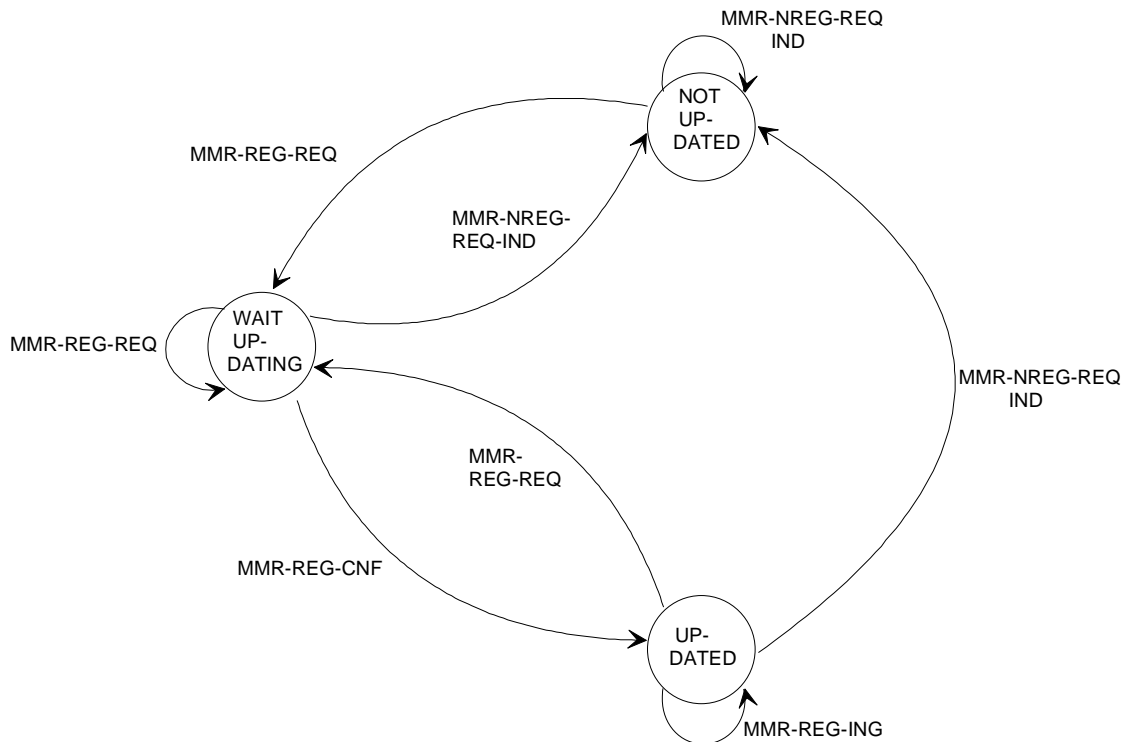 MMR-NREG-REQ
IND
NOT
UP-
DATED
MMR-REG-REQ
MMR-NREG-
REQ-IND
WAIT
UP-
DATING
MMR-REG-REQ
MMR-NREG-REQ
IND
MMR-
REG-REQ
MMR-REG-CNF
UP-
DATED
MMR-REG-ING